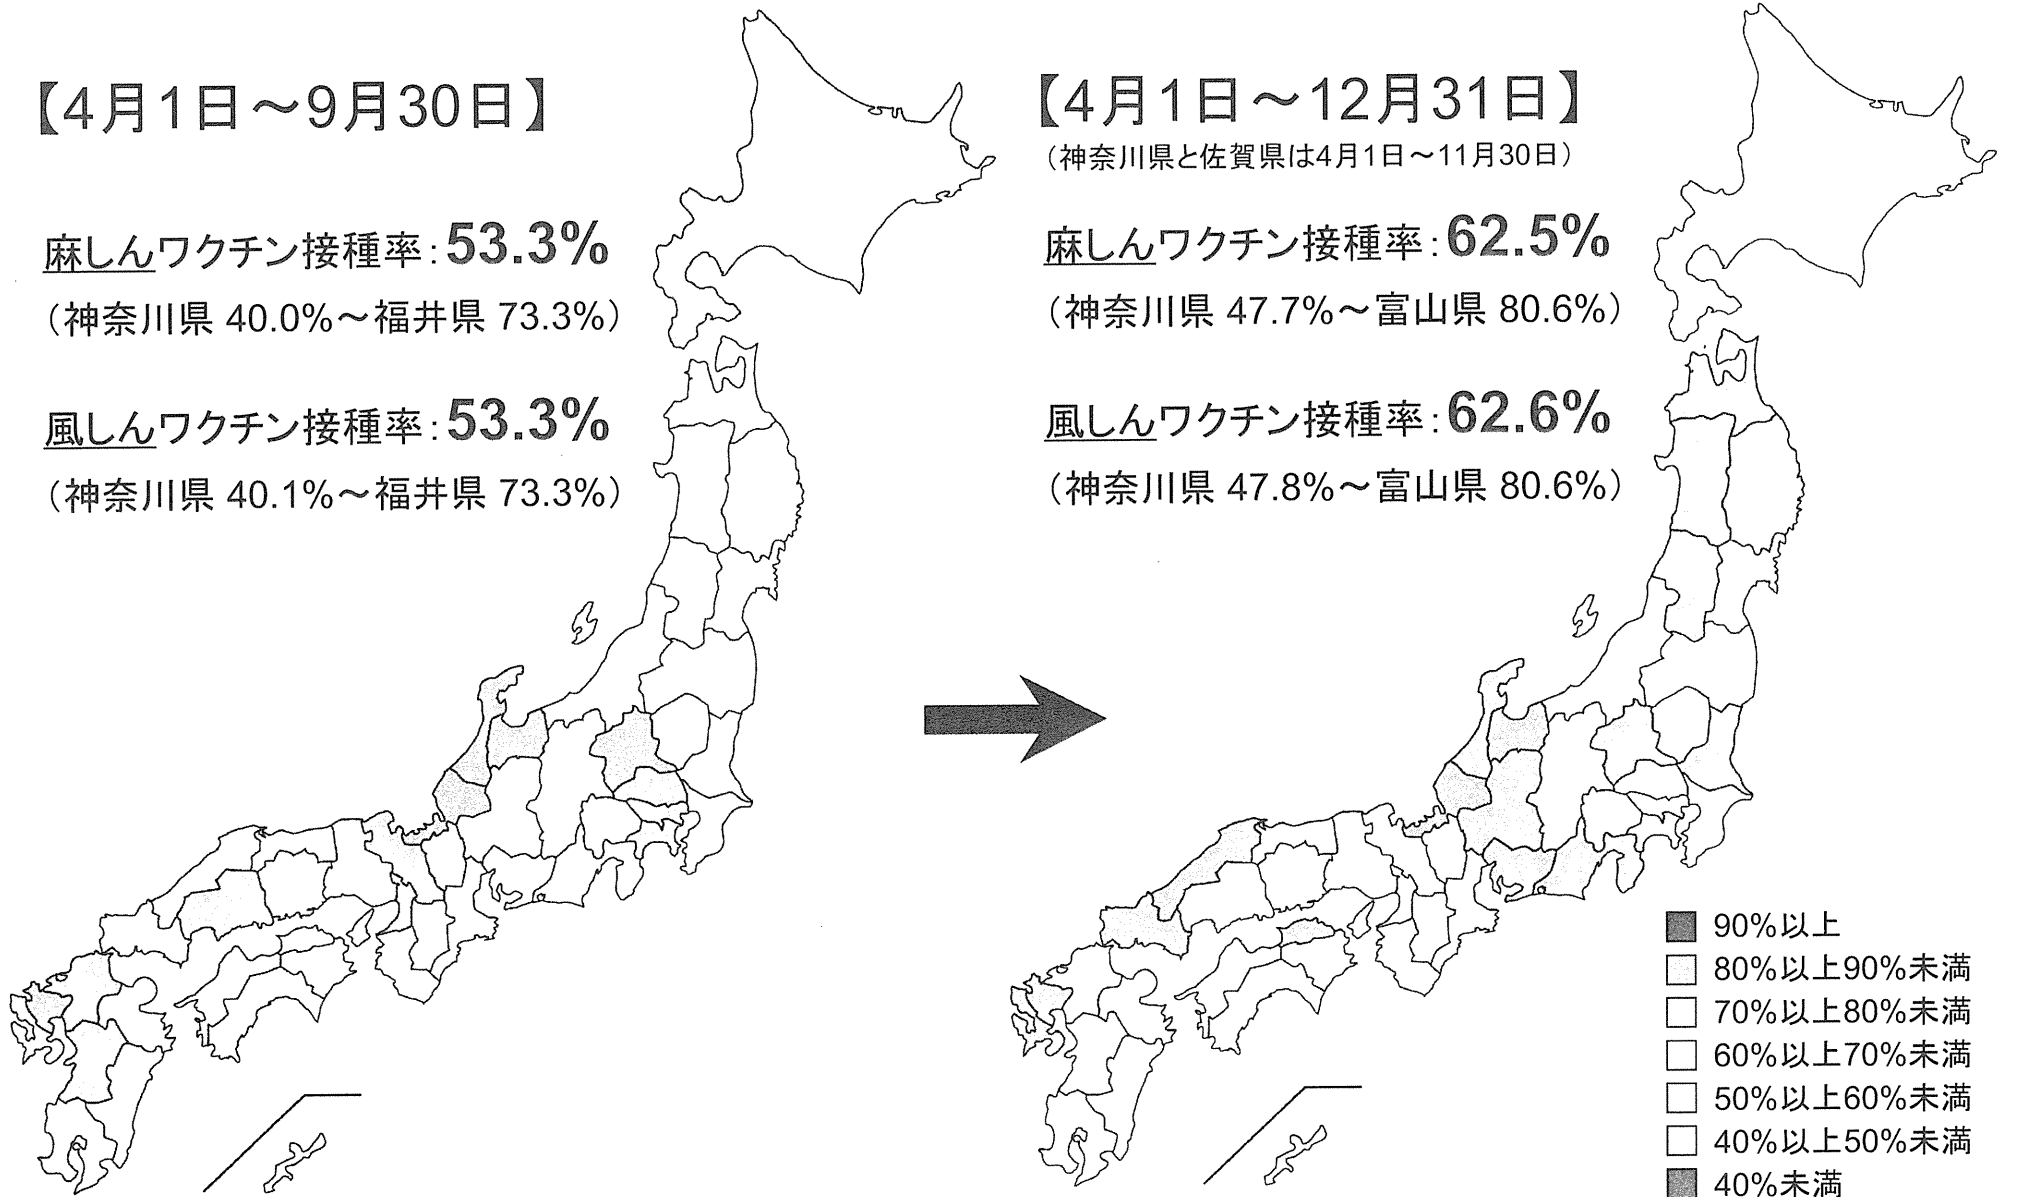 【4月1日～9月30日】
麻しんワクチン接種率：53.3%
（神奈川県 40.0%～福井県 73.3%）
風しんワクチン接種率：53.3%
（神奈川県 40.1%～福井県 73.3%）
【4月1日～12月31日】
（神奈川県と佐賀県は4月1日～11月30日）
麻しんワクチン接種率：62.5%
（神奈川県 47.7%～富山県 80.6%）
風しんワクチン接種率：62.6%
（神奈川県 47.8%～富山県 80.6%）
90%以上
80%以上90%未満
70%以上80%未満
60%以上70%未満
50%以上60%未満
40%以上50%未満
40%未満